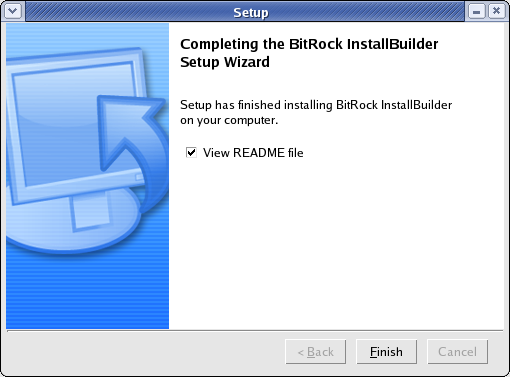 Setup
Completing the BitRock InstallBuilder
Setup Wizard
Setup has finished installing BitRock InstallBuilder
on your computer.
View README file
< Back
Finish
Cancel